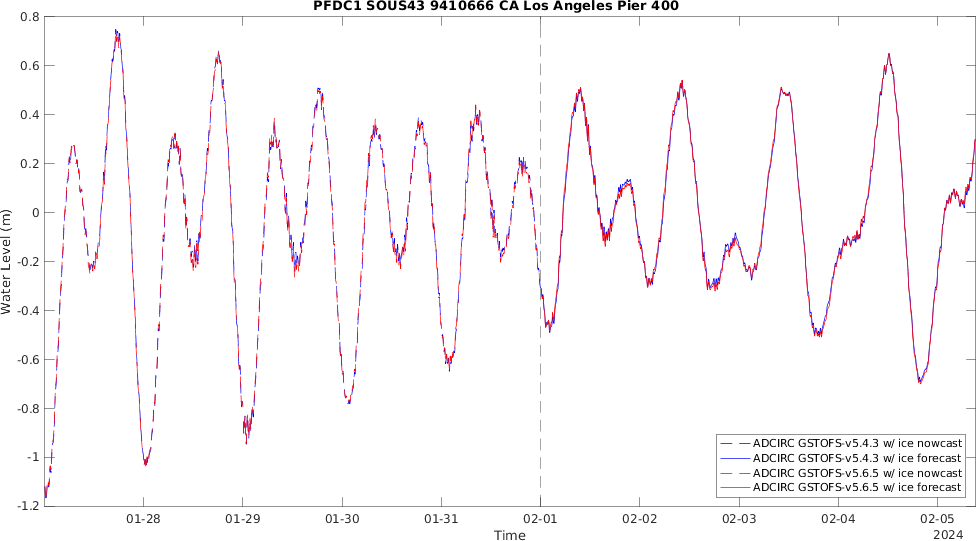 PFDC1 SOUS43 9410666 CA Los Angeles Pier 400
0.8
0.6
0.4
0.2
0
-0.2
-0.4
-0.6
-0.8
-1
-1.2
Water Level (m)
ADCIRC GSTOFS-v5.4.3 w/ ice nowcast
ADCIRC GSTOFS-v5.4.3 w/ ice forecast
ADCIRC GSTOFS-v5.6.5 w/ ice nowcast
ADCIRC GSTOFS-v5.6.5 w/ ice forecast
01-28 01-29 01-30 01-31 02-01 02-02 02-03 02-04 02-05
Time 2024